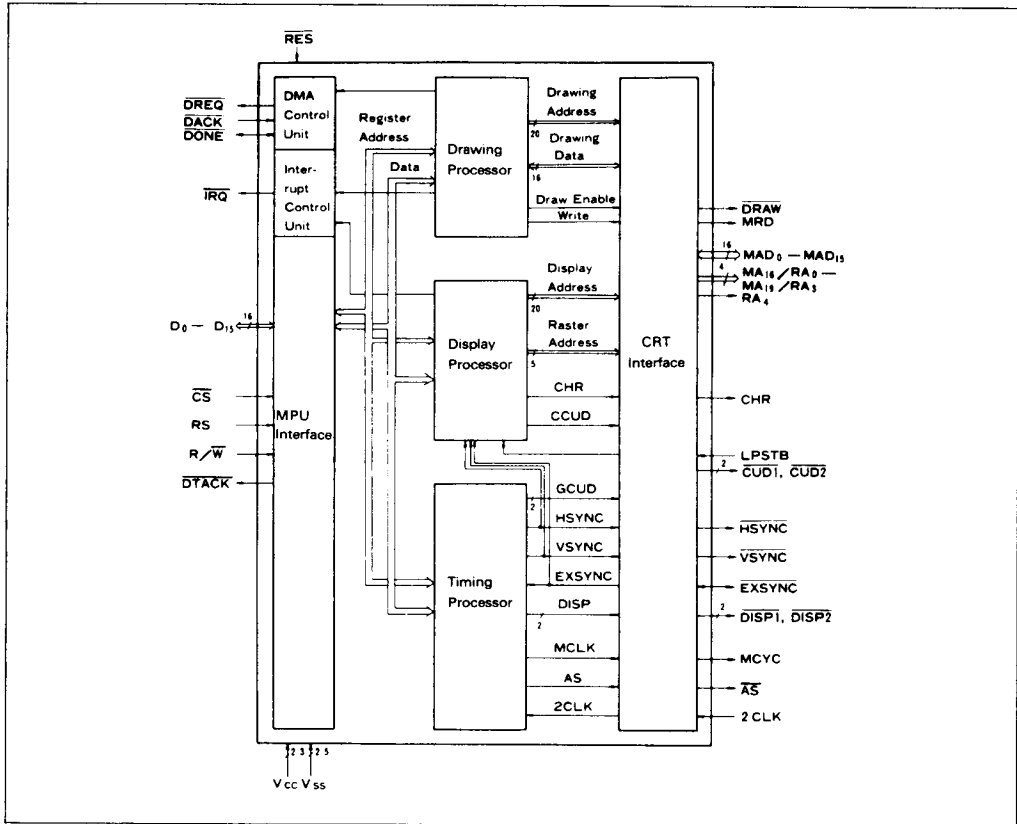 RES
DREQ
DACK
DONE
IRQ
D0 — D15
16
CS
RS
R/W
DTACK
DMA
Control
Unit
Inter-
rupt
Control
Unit
MPU
Interface
Register
Address
Data
Drawing
Processor
Display
Processor
Timing
Processor
Drawing
Address
20
Drawing
Data
16
Draw Enable
Write
Display
Address
20
Raster
Address
5
CHR
CCUD
GCUD
2
HSYNC
VSYNC
EXSYNC
DISP
2
MCLK
AS
2CLK
CRT
Interface
DRAW
MRD
16
MAD0 — MAD15
4
MA16/RA0 —
MA19/RA3
RA4
CHR
LPSTB
2
CUD1, CUD2
HSYNC
VSYNC
EXSYNC
2
DISP1, DISP2
MCYC
AS
2CLK
Vcc Vss